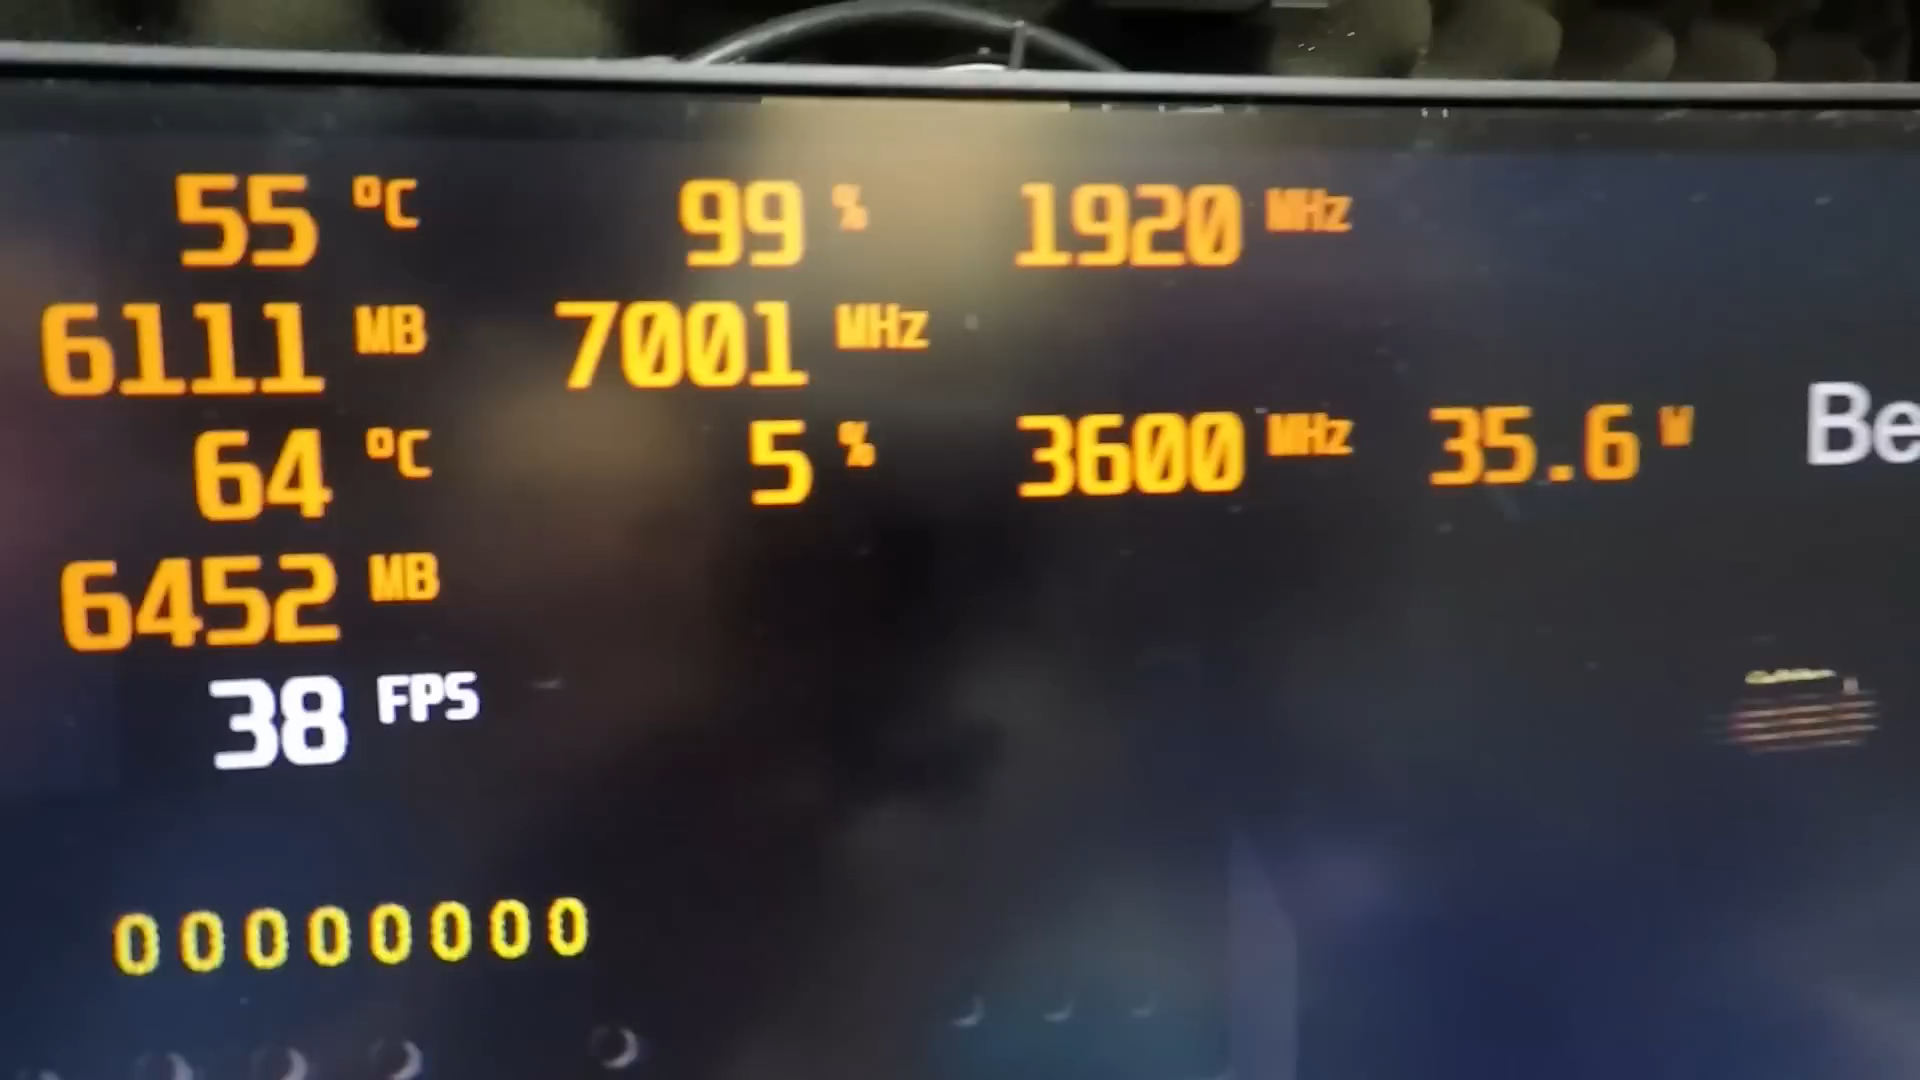 55 °C 99 % 1920 MHz
6111 MB 7001 MHz
64 °C 5 % 3600 MHz 35.6 W Be
6452 MB
38 FPS
00000000